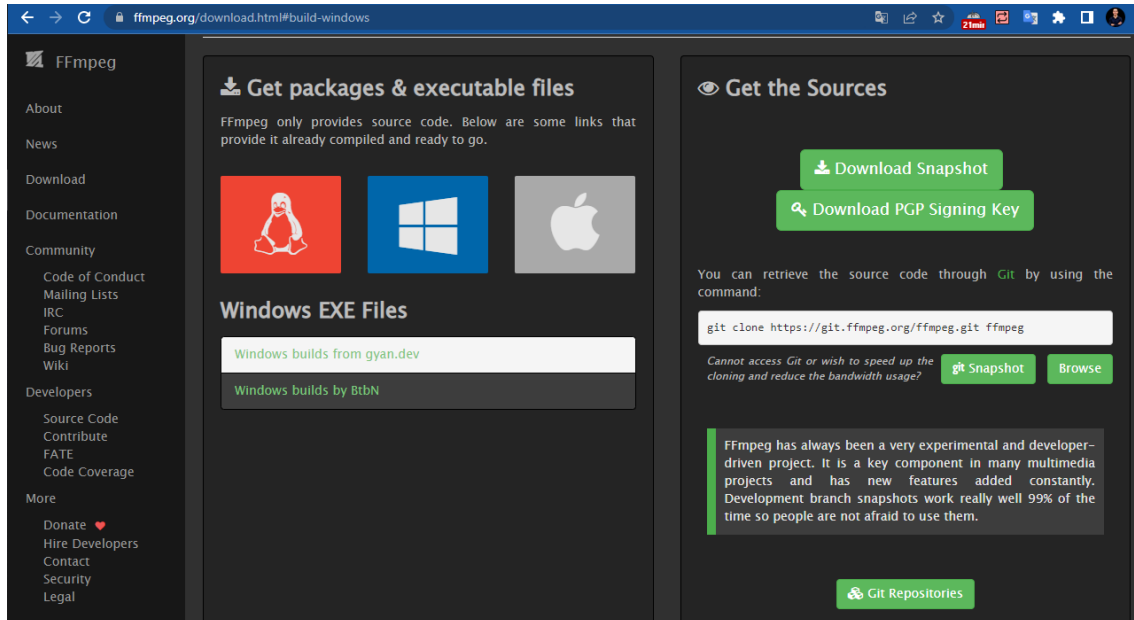 ffmpeg.org/download.html#build-windows
21min
FFmpeg
About
News
Download
Documentation
Community
Code of Conduct
Mailing Lists
IRC
Forums
Bug Reports
Wiki
Developers
Source Code
Contribute
FATE
Code Coverage
More
Donate
Hire Developers
Contact
Security
Legal
Get packages & executable files
FFmpeg only provides source code. Below are some links that
provide it already compiled and ready to go.
Windows EXE Files
Windows builds from gyan.dev
Windows builds by BtbN
Get the Sources
Download Snapshot
Download PGP Signing Key
You can retrieve the source code through Git by using the
command:
git clone https://git.ffmpeg.org/ffmpeg.git ffmpeg
Cannot access Git or wish to speed up the
cloning and reduce the bandwidth usage?
git Snapshot
Browse
FFmpeg has always been a very experimental and developer-
driven project. It is a key component in many multimedia
projects and has new features added constantly.
Development branch snapshots work really well 99% of the
time so people are not afraid to use them.
Git Repositories